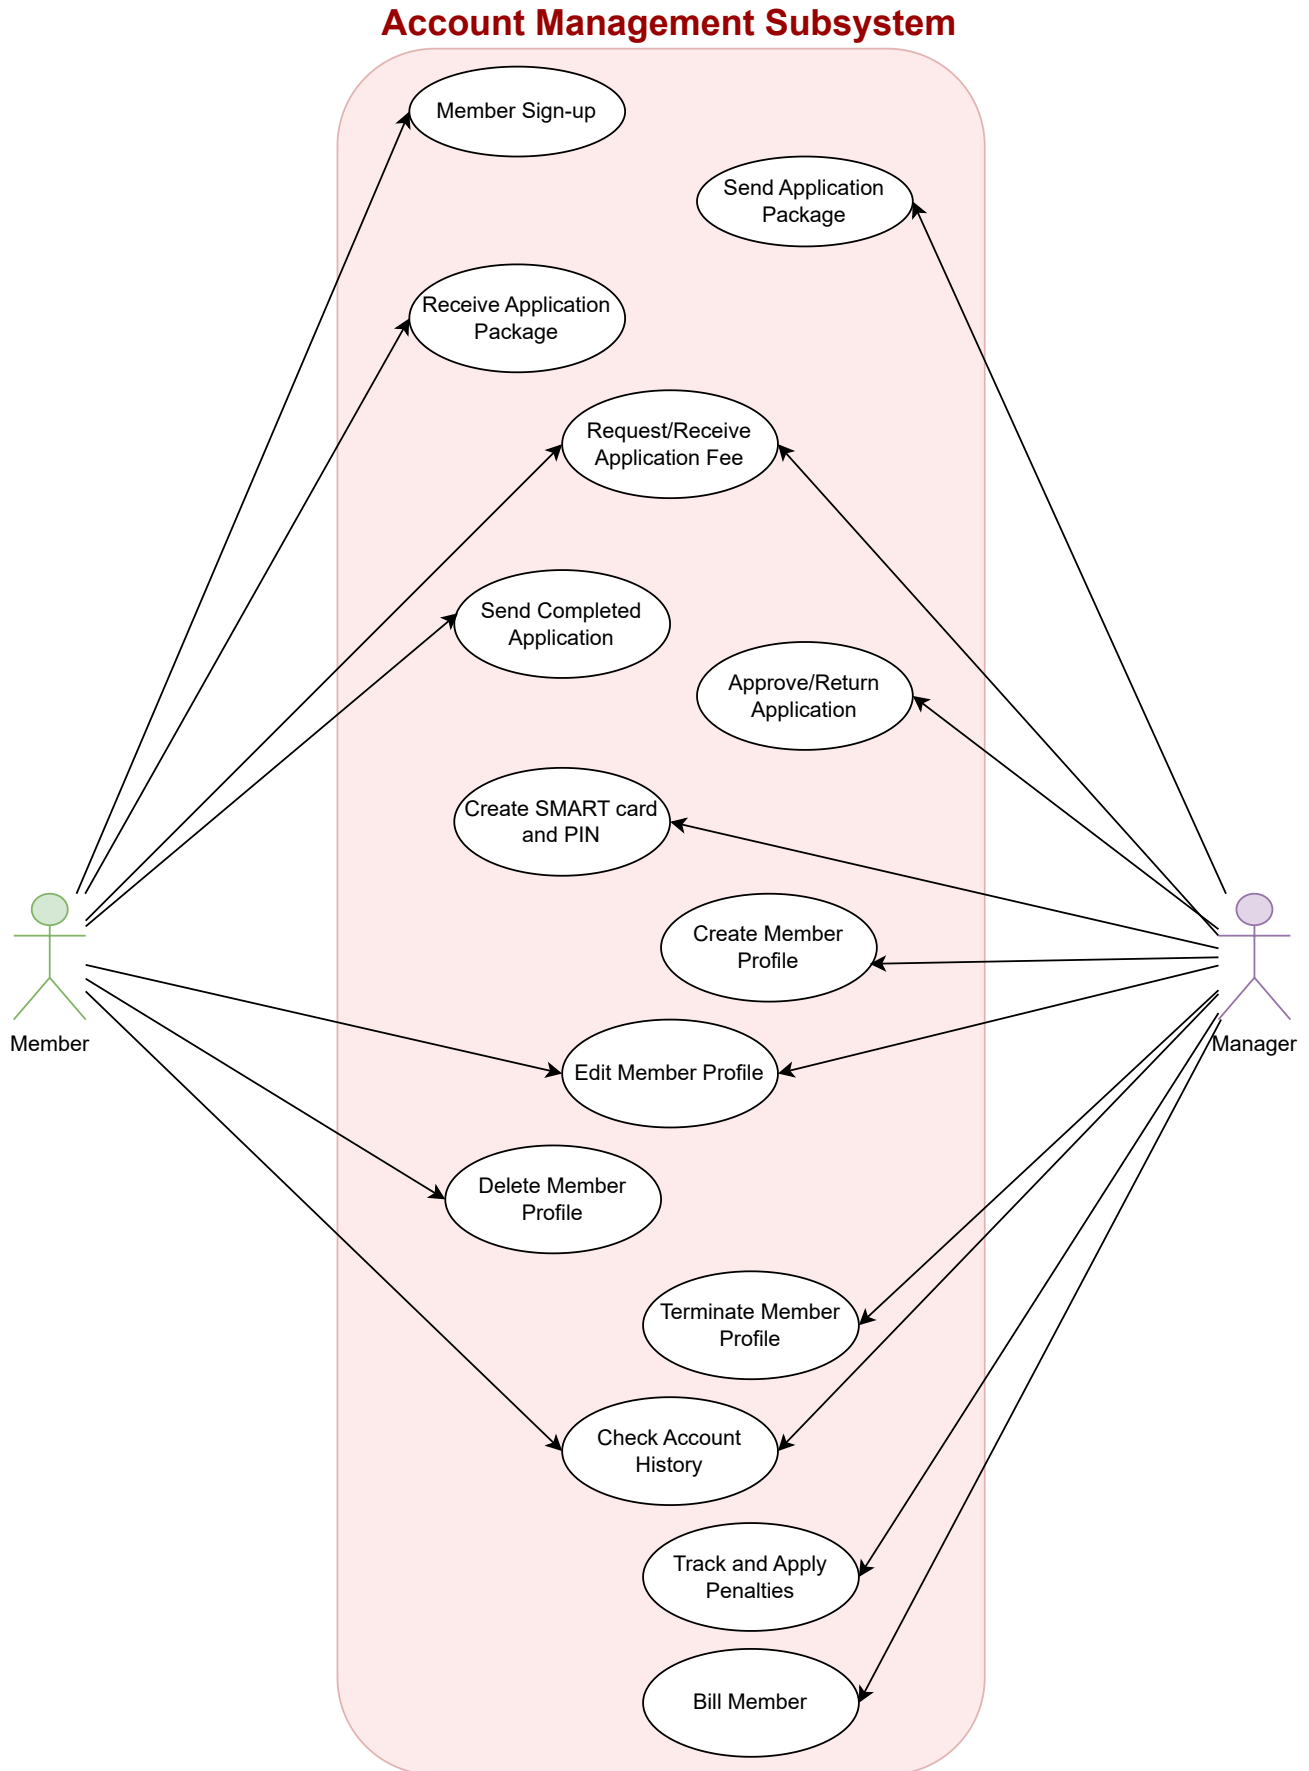 Account Management Subsystem
Member Sign-up
Send Application
Package
Receive Application
Package
Request/Receive
Application Fee
Send Completed
Application
Approve/Return
Application
Create SMART card
and PIN
Create Member
Profile
Member
Manager
Edit Member Profile
Delete Member
Profile
Terminate Member
Profile
Check Account
History
Track and Apply
Penalties
Bill Member